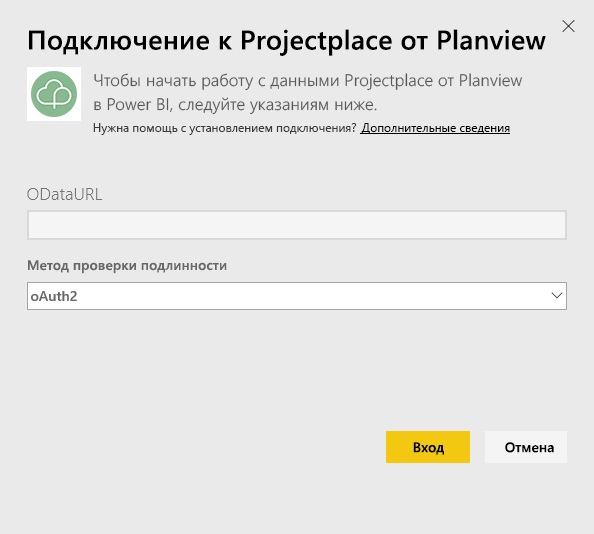 Подключение к Projectplace от Planview
Чтобы начать работу с данными Projectplace от Planview
в Power BI, следуйте указаниям ниже.
Нужна помощь с установлением подключения? Дополнительные сведения
ODataURL
Метод проверки подлинности
oAuth2
Вход
Отмена